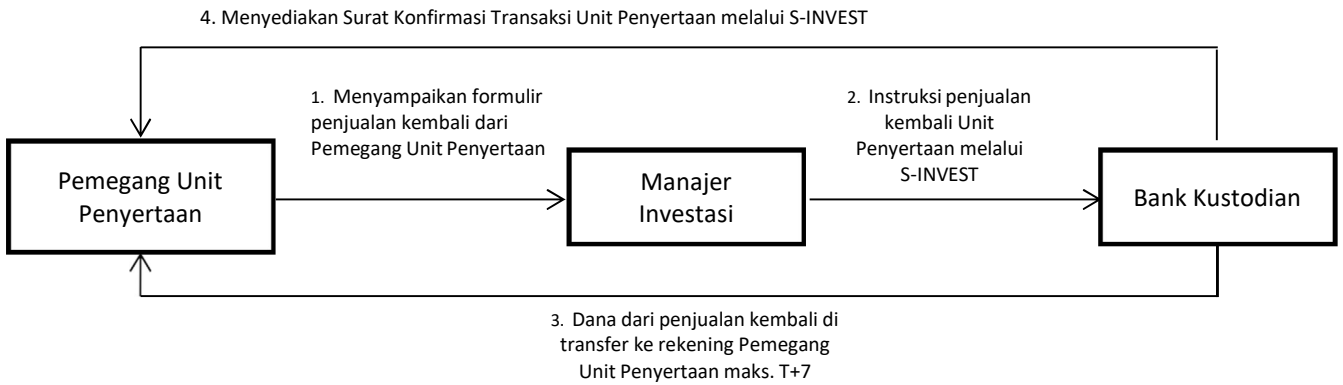 4. Menyediakan Surat Konfirmasi Transaksi Unit Penyertaan melalui S-INVEST
1. Menyampaikan formulir
penjualan kembali dari
Pemegang Unit Penyertaan
2. Instruksi penjualan
kembali Unit
Penyertaan melalui
S-INVEST
Pemegang Unit
Penyertaan
Manajer
Investasi
Bank Kustodian
3. Dana dari penjualan kembali di
transfer ke rekening Pemegang
Unit Penyertaan maks. T+7